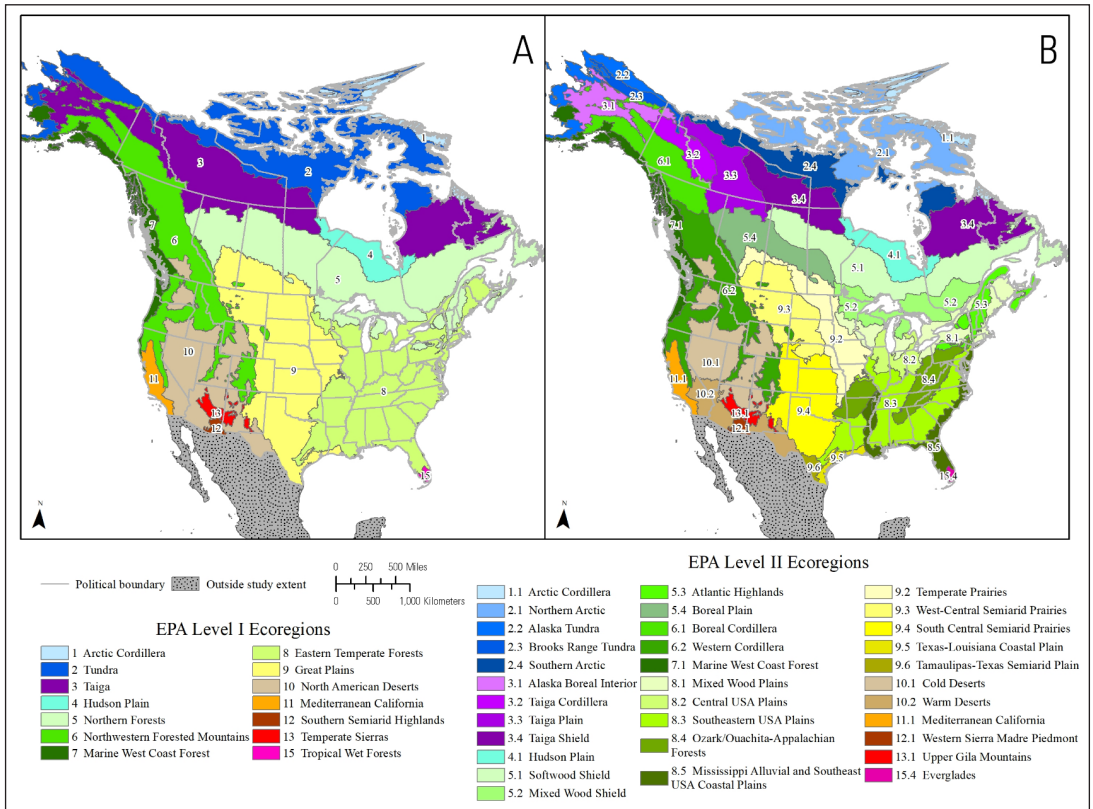 A
B
2.2
2.3
3.1
1
1.1
3
3.2
2
2.1
6.1
3.3
2.4
3.4
3.4
7
7.1
6
5.4
4
4.1
5
5.1
5.2
5.2
5.3
6.2
9.3
9.2
8.1
10
10.1
9
8.2
11
11.1
8
8.4
10.2
8.3
13
13.1
9.4
12
12.1
8.5
9.5
9.6
15
15.4
N
N
Political boundary
Outside study extent
0 250 500 Miles
0 500 1,000 Kilometers
EPA Level I Ecoregions
1 Arctic Cordillera
2 Tundra
3 Taiga
4 Hudson Plain
5 Northern Forests
6 Northwestern Forested Mountains
7 Marine West Coast Forest
8 Eastern Temperate Forests
9 Great Plains
10 North American Deserts
11 Mediterranean California
12 Southern Semiarid Highlands
13 Temperate Sierras
15 Tropical Wet Forests
EPA Level II Ecoregions
1.1 Arctic Cordillera
2.1 Northern Arctic
2.2 Alaska Tundra
2.3 Brooks Range Tundra
2.4 Southern Arctic
3.1 Alaska Boreal Interior
3.2 Taiga Cordillera
3.3 Taiga Plain
3.4 Taiga Shield
4.1 Hudson Plain
5.1 Softwood Shield
5.2 Mixed Wood Shield
5.3 Atlantic Highlands
5.4 Boreal Plain
6.1 Boreal Cordillera
6.2 Western Cordillera
7.1 Marine West Coast Forest
8.1 Mixed Wood Plains
8.2 Central USA Plains
8.3 Southeastern USA Plains
8.4 Ozark/Ouachita-Appalachian
Forests
8.5 Mississippi Alluvial and Southeast
USA Coastal Plains
9.2 Temperate Prairies
9.3 West-Central Semiarid Prairies
9.4 South Central Semiarid Prairies
9.5 Texas-Louisiana Coastal Plain
9.6 Tamaulipas-Texas Semiarid Plain
10.1 Cold Deserts
10.2 Warm Deserts
11.1 Mediterranean California
12.1 Western Sierra Madre Piedmont
13.1 Upper Gila Mountains
15.4 Everglades